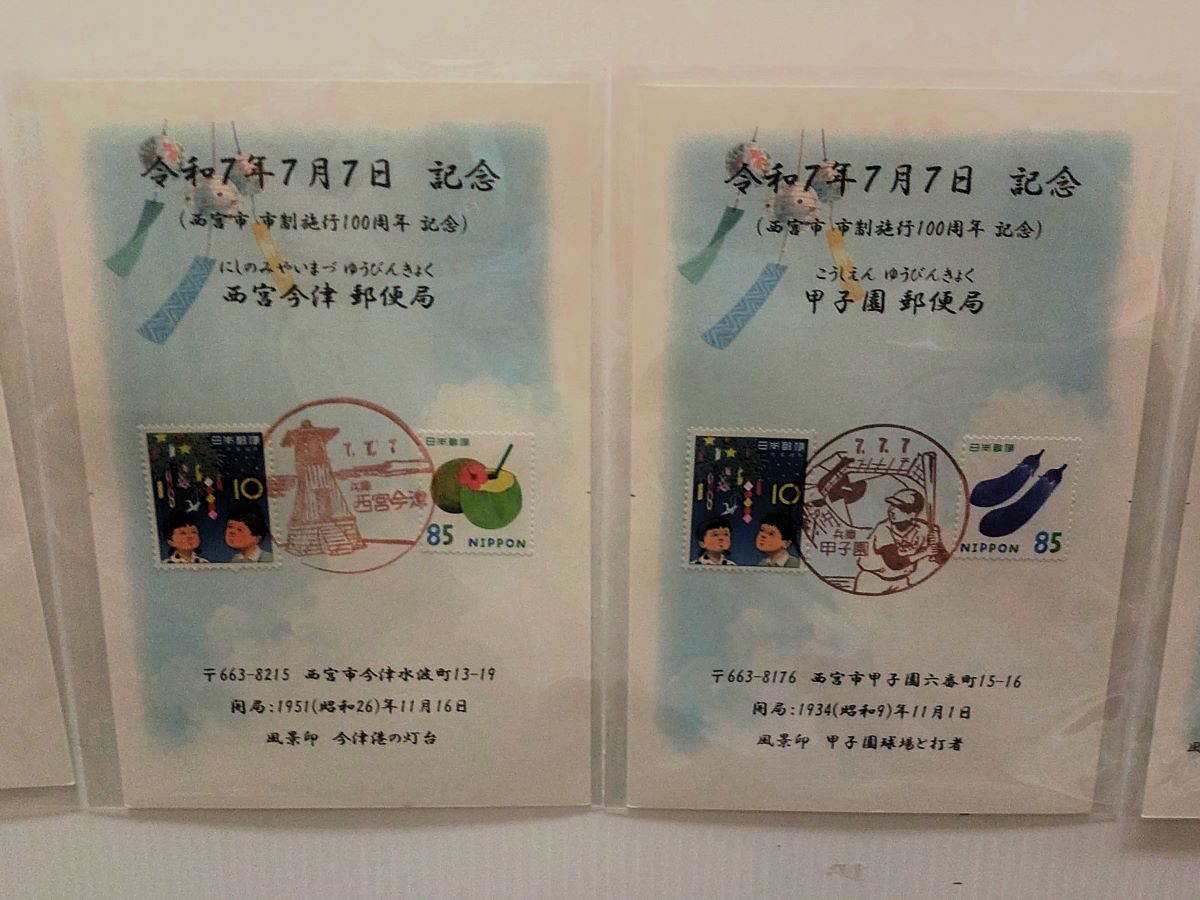 令和7年7月7日 記念
(西宮市 市制施行100周年 記念)
にしのみやいまづ ゆうびんきょく
西宮今津 郵便局
日本郵便
10
7.7.7
兵庫
西宮今津
日本郵便
85
NIPPON
〒663-8215 西宮市今津水波町13-19
開局:1951(昭和26)年11月16日
風景印 今津港の灯台
令和7年7月7日 記念
(西宮市 市制施行100周年 記念)
こうしえん ゆうびんきょく
甲子園 郵便局
日本郵便
10
7.7.7
兵庫
甲子園
日本郵便
NIPPON 85
〒663-8176 西宮市甲子園六番町15-16
開局:1934(昭和9)年11月1日
風景印 甲子園球場と打者